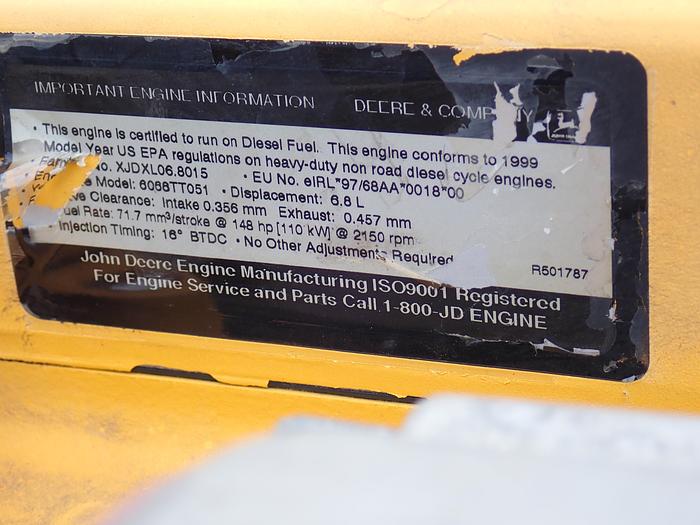 IMPORTANT ENGINE INFORMATION DEERE & COMP NY
• This engine is certified to run on Diesel Fuel. This engine conforms to 1999
Model Year US EPA regulations on heavy-duty non road diesel cycle engines.
• No. XJDXL06.8015 • EU No. eIRL*97/68AA*0018*00
Model: 6068TT051 • Displacement: 6.8 L
Clearance: Intake 0.356 mm Exhaust: 0.457 mm
Rate: 71.7 mm³/stroke @ 148 hp [110 kW] @ 2150 rpm
• Injection Timing: 16° BTDC • No Other Adjustments Required
R501787
John Deere Engine Manufacturing ISO9001 Registered
For Engine Service and Parts Call 1-800-JD ENGINE